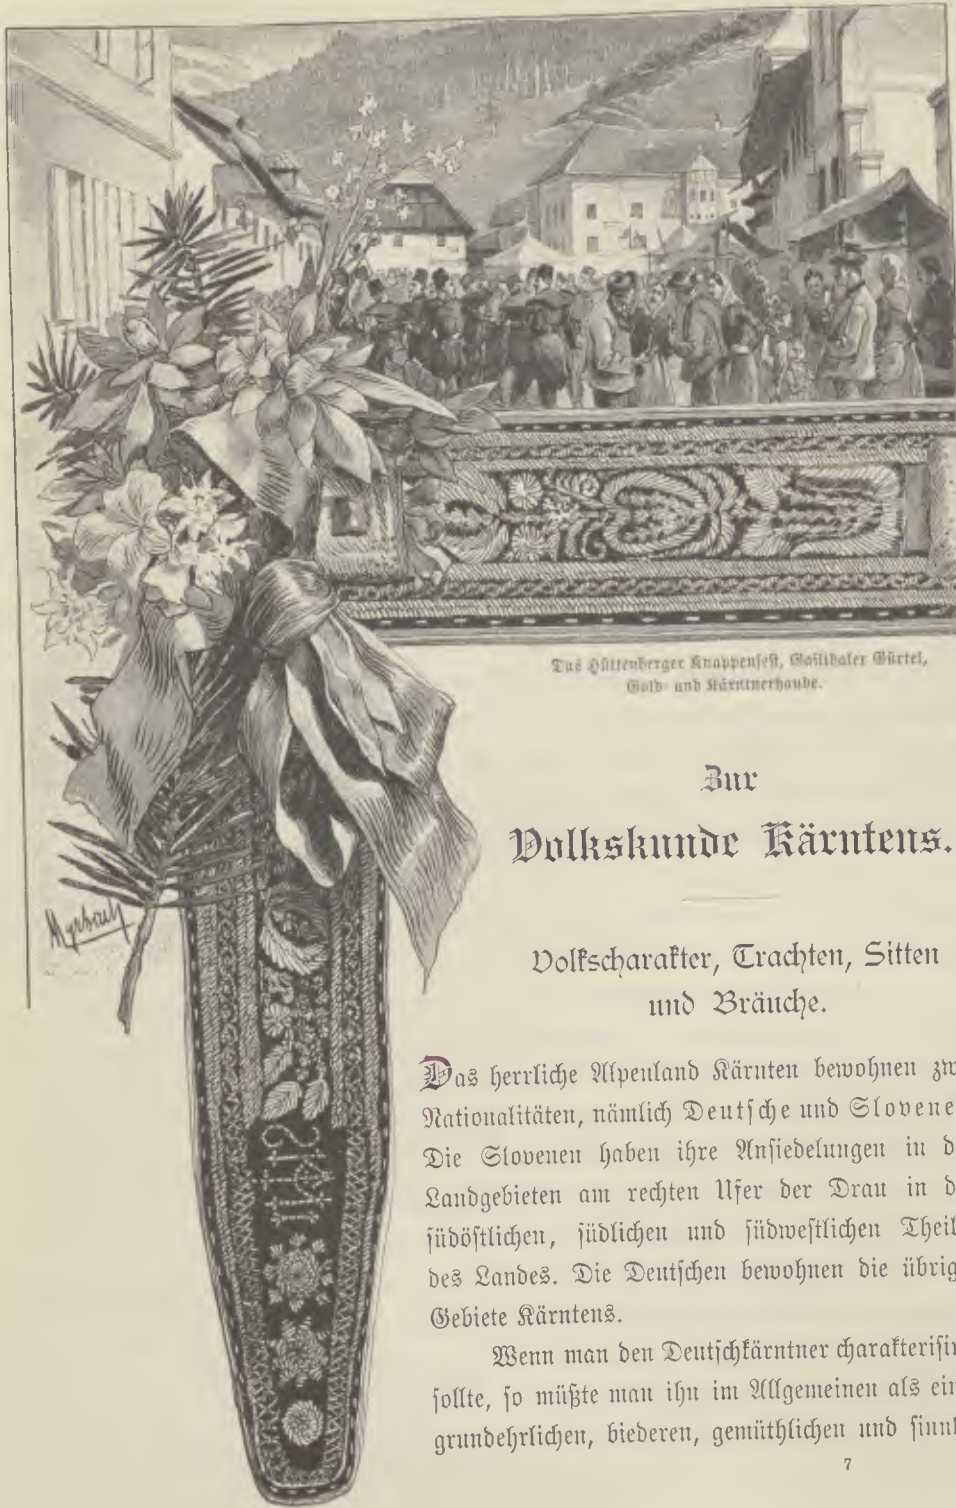 Das Hüttenberger Knappenfest, Gailthaler Gürtel,
Gold- und Kärntnerhaube.
Zur
Volkskunde Kärntens.
Volkscharakter, Trachten, Sitten
und Bräuche.
Das herrliche Alpenland Kärnten bewohnen zw
Nationalitäten, nämlich Deutsche und Slovene
Die Slovenen haben ihre Ansiedelungen in d
Landgebieten am rechten Ufer der Drau in d
südöstlichen, südlichen und südwestlichen Theil
des Landes. Die Deutschen bewohnen die übrig
Gebiete Kärntens.
Wenn man den Deutschkärntner charakterisir
sollte, so müßte man ihn im Allgemeinen als ein
grundehrlichen, biederen, gemüthlichen und sinnl
7
Myrbach